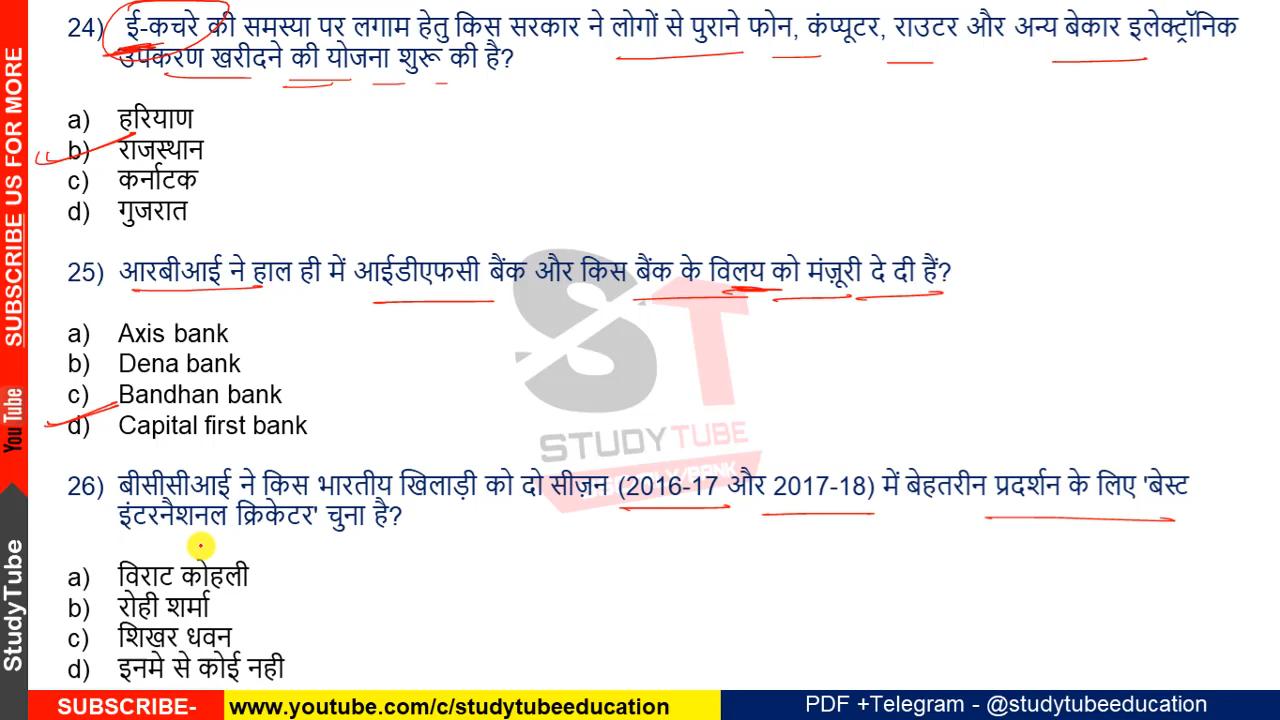 24) ई-कचरे की समस्या पर लगाम हेतु किस सरकार ने लोगों से पुराने फोन, कंप्यूटर, राउटर और अन्य बेकार इलेक्ट्रॉनिक
उपकरण खरीदने की योजना शुरू की है?
a) हरियाण
b) राजस्थान
c) कर्नाटक
d) गुजरात
25) आरबीआई ने हाल ही में आईडीएफसी बैंक और किस बैंक के विलय को मंज़ूरी दे दी हैं?
a) Axis bank
b) Dena bank
c) Bandhan bank
d) Capital first bank
26) बीसीसीआई ने किस भारतीय खिलाड़ी को दो सीज़न (2016-17 और 2017-18) में बेहतरीन प्रदर्शन के लिए 'बेस्ट
इंटरनैशनल क्रिकेटर' चुना है?
a) विराट कोहली
b) रोही शर्मा
c) शिखर धवन
d) इनमे से कोई नही
SUBSCRIBE US FOR MORE
You Tube
StudyTube
ST
STUDYTUBE
SUBSCRIBE- www.youtube.com/c/studytubeeducation PDF +Telegram - @studytubeeducation